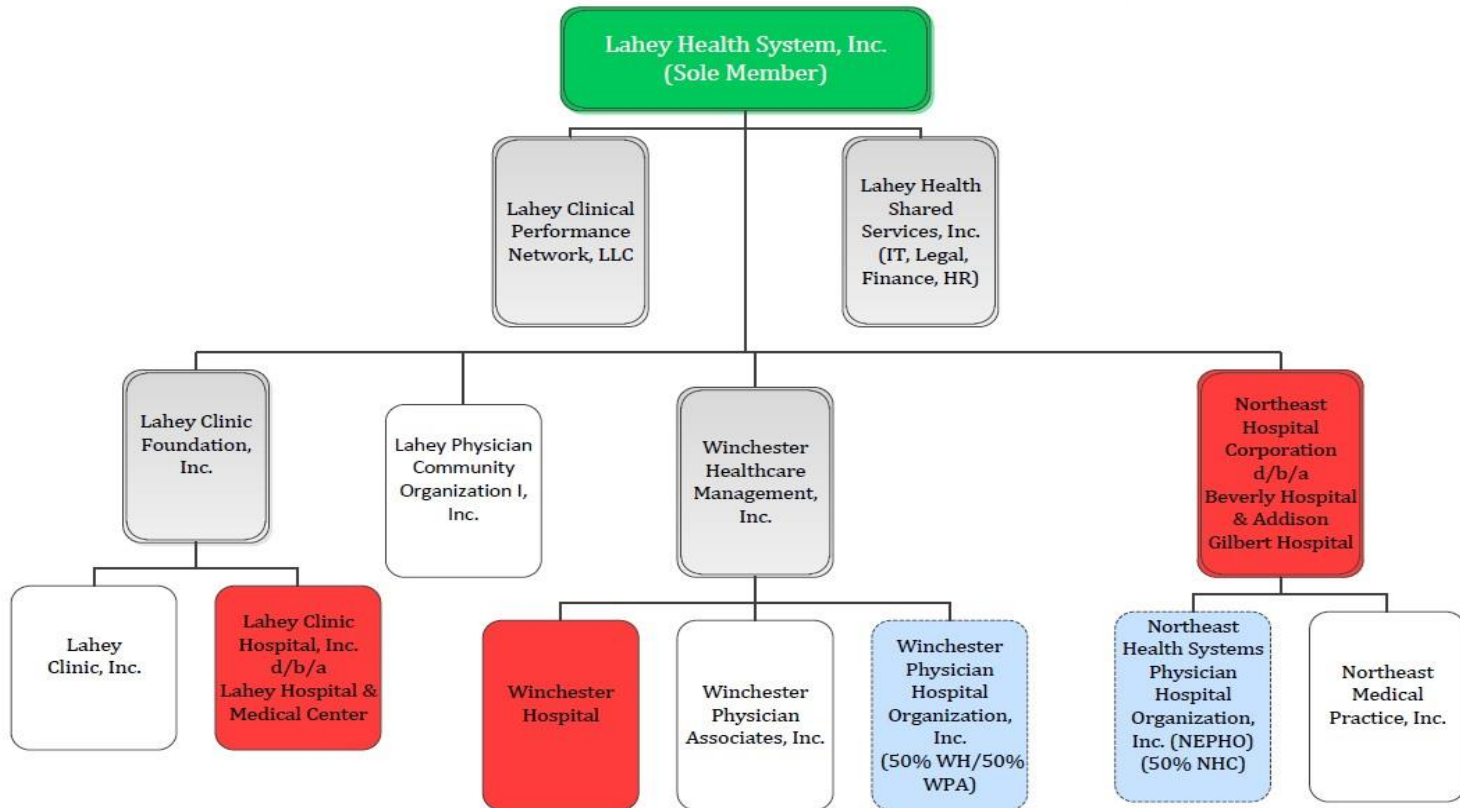 Lahey Health System, Inc.
(Sole Member)
Lahey Clinical
Performance
Network, LLC
Lahey Health
Shared
Services, Inc.
(IT, Legal,
Finance, HR)
Lahey Clinic
Foundation,
Inc.
Lahey Physician
Community
Organization I,
Inc.
Winchester
Healthcare
Management,
Inc.
Northeast
Hospital
Corporation
d/b/a
Beverly Hospital
& Addison
Gilbert Hospital
Lahey
Clinic, Inc.
Lahey Clinic
Hospital, Inc.
d/b/a
Lahey Hospital &
Medical Center
Winchester
Hospital
Winchester
Physician
Associates, Inc.
Winchester
Physician
Hospital
Organization,
Inc.
(50% WH/50%
WPA)
Northeast
Health Systems
Physician
Hospital
Organization,
Inc. (NEPHO)
(50% NHC)
Northeast
Medical
Practice, Inc.